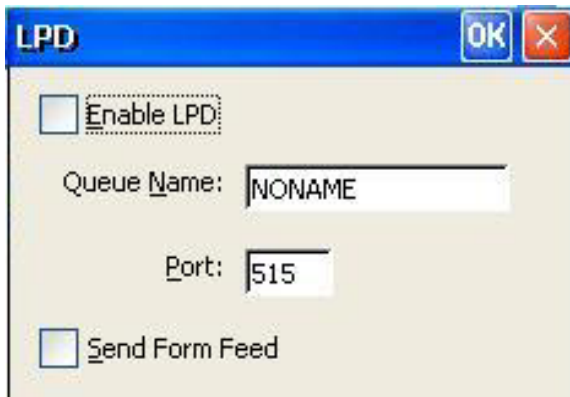 LPD OK
Enable LPD
Queue Name: NONAME
Port: 515
Send Form Feed